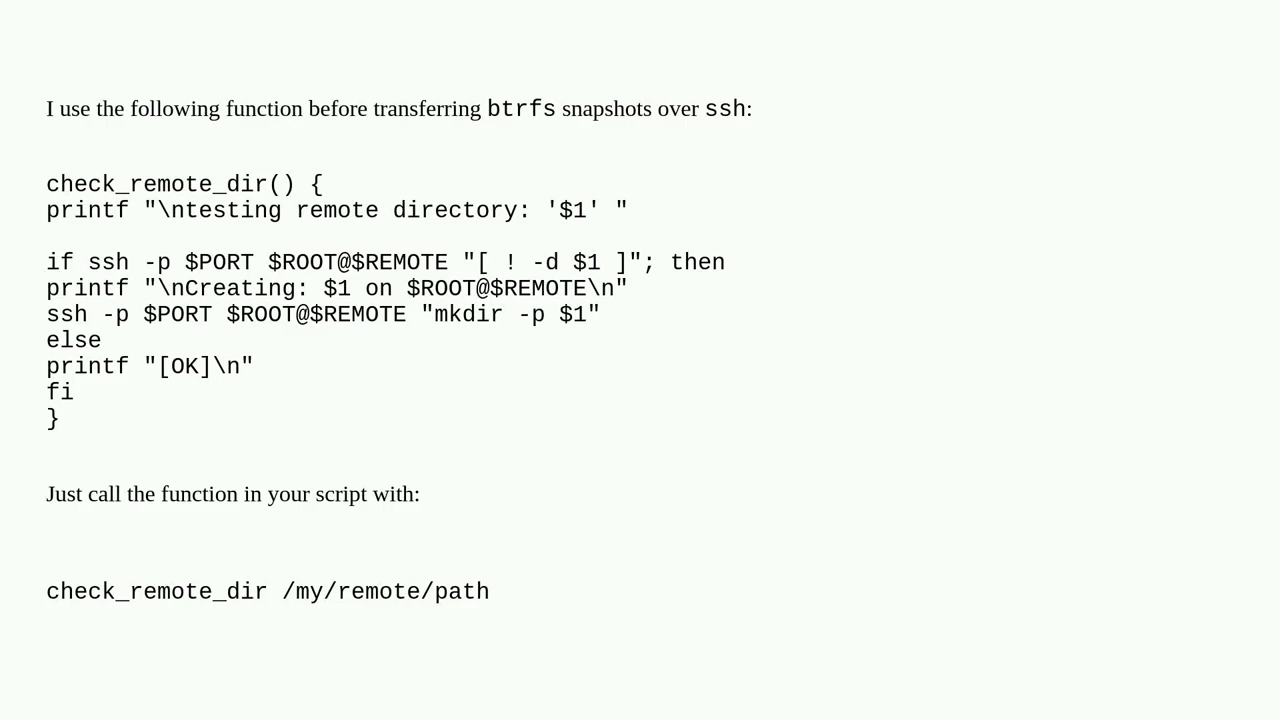 I use the following function before transferring btrfs snapshots over ssh:
check_remote_dir() {
printf "\ntesting remote directory: '$1' "
if ssh -p $PORT $ROOT@$REMOTE "[ ! -d $1 ]"; then
printf "\nCreating: $1 on $ROOT@$REMOTE\n"
ssh -p $PORT $ROOT@$REMOTE "mkdir -p $1"
else
printf "[OK]\n"
fi
}
Just call the function in your script with:
check_remote_dir /my/remote/path